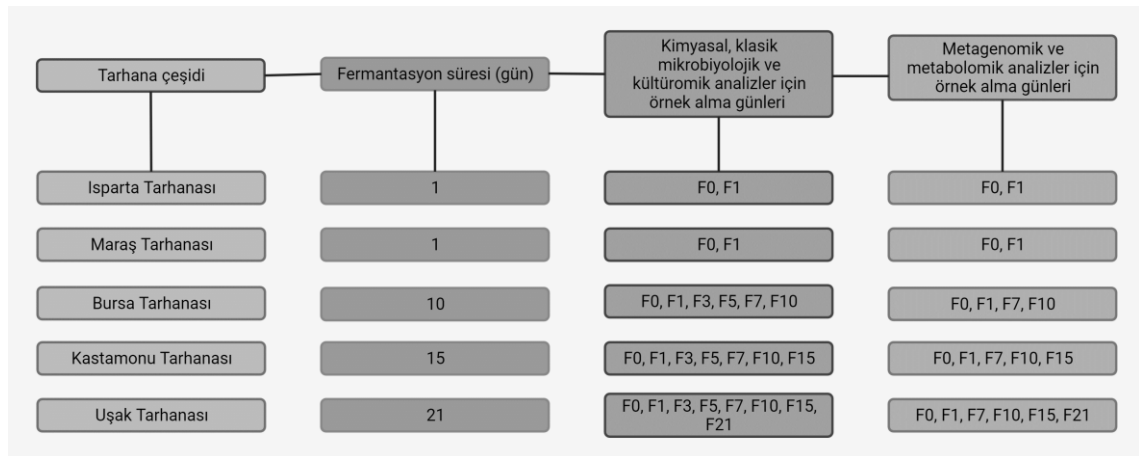 Tarhana çeşidi
Fermantasyon süresi (gün)
Kimyasal, klasik
mikrobiyolojik ve
kültüromik analizler için
örnek alma günleri
Metagenomik ve
metabolomik analizler için
örnek alma günleri
Isparta Tarhanası
1
F0, F1
F0, F1
Maraş Tarhanası
1
F0, F1
F0, F1
Bursa Tarhanası
10
F0, F1, F3, F5, F7, F10
F0, F1, F7, F10
Kastamonu Tarhanası
15
F0, F1, F3, F5, F7, F10, F15
F0, F1, F7, F10, F15
Uşak Tarhanası
21
F0, F1, F3, F5, F7, F10, F15,
F21
F0, F1, F7, F10, F15, F21